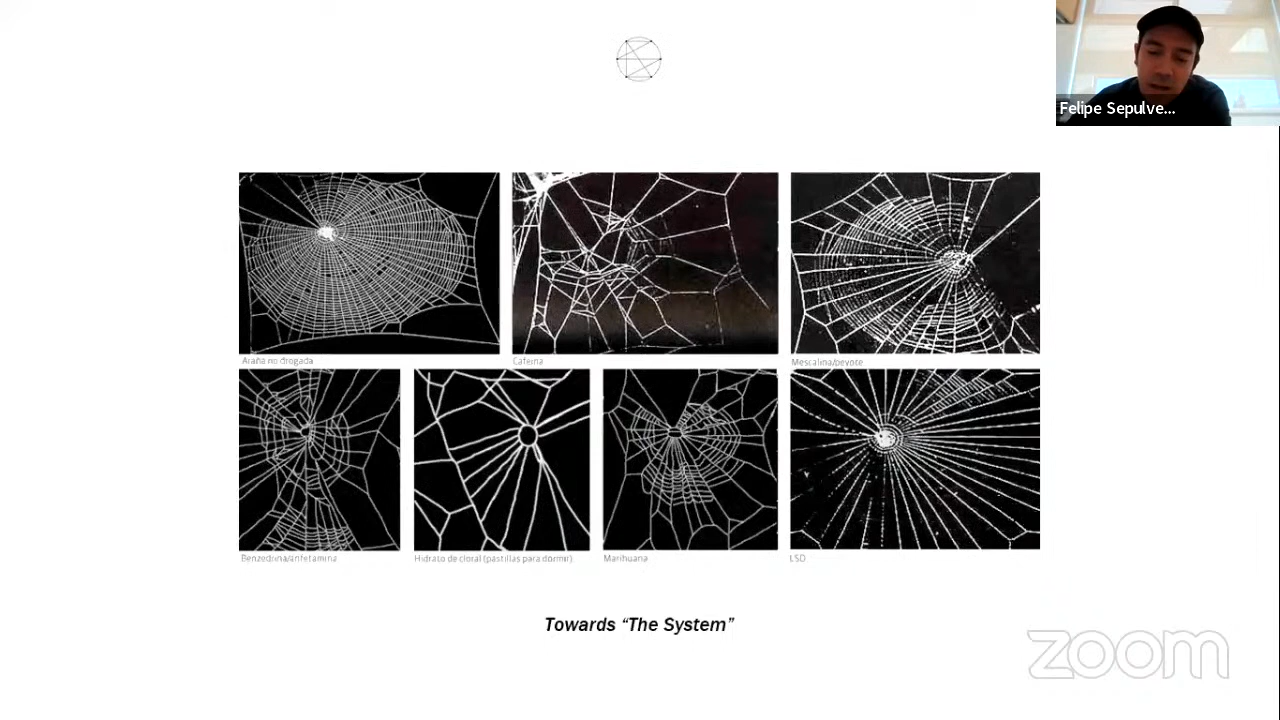 Felipe Sepulve...
Araña no drogada
Cafeína
Mescalina/peyote
Benzedrina/anfetamina
Hidrato de cloral (pastillas para dormir)
Marihuana
LSD
Towards “The System”
zoom